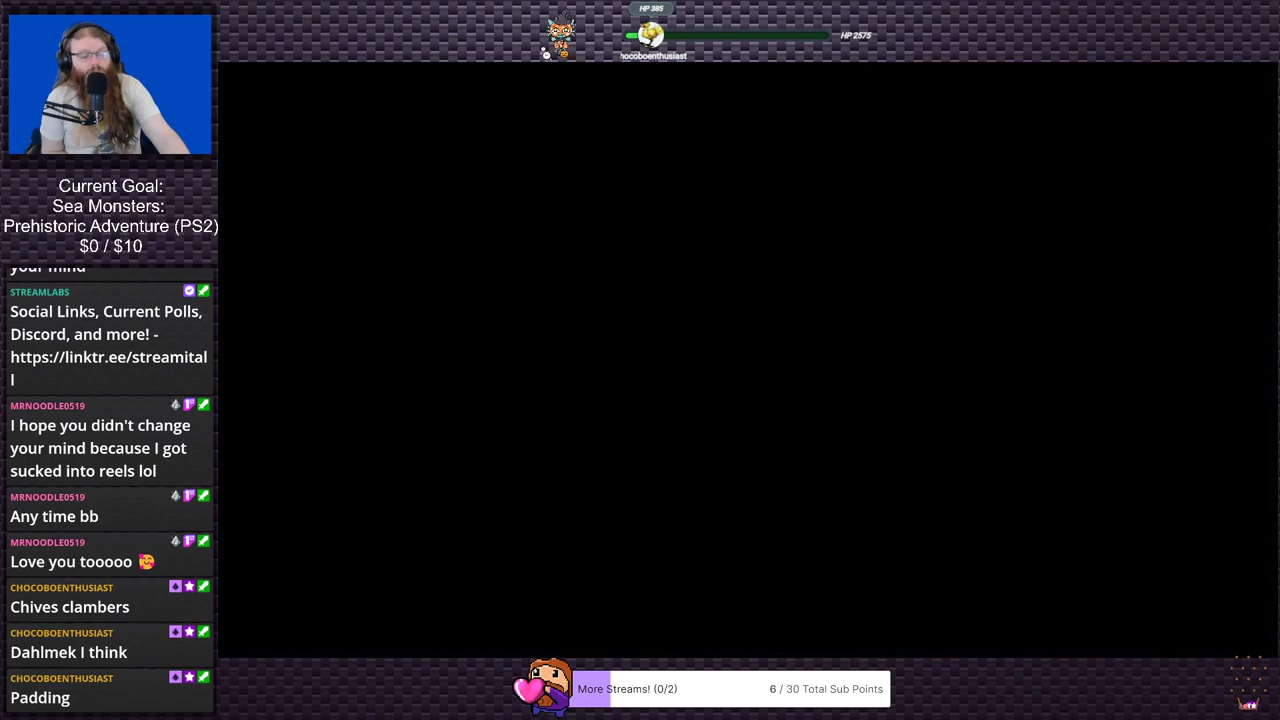 HP 385
HP 2575
hocoboenthusiast
Current Goal:
Sea Monsters:
Prehistoric Adventure (PS2)
$0 / $10
your mind
STREAMLABS
Social Links, Current Polls,
Discord, and more! -
https://linktr.ee/streamital
l
MRNOODLE0519
I hope you didn't change
your mind because I got
sucked into reels lol
MRNOODLE0519
Any time bb
MRNOODLE0519
Love you tooooo 🥰
CHOCOBOENTHUSIAST
Chives clambers
CHOCOBOENTHUSIAST
Dahlmek I think
CHOCOBOENTHUSIAST
Padding
More Streams! (0/2)
6 / 30 Total Sub Points